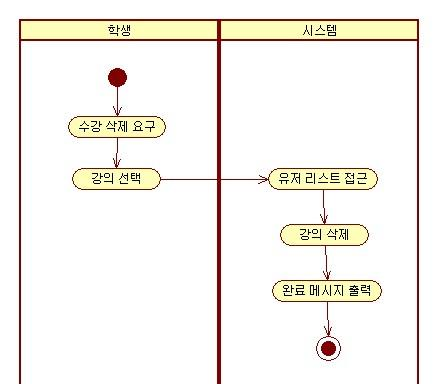 학생
시스템
수강 삭제 요구
강의 선택
유저 리스트 접근
강의 삭제
완료 메시지 출력